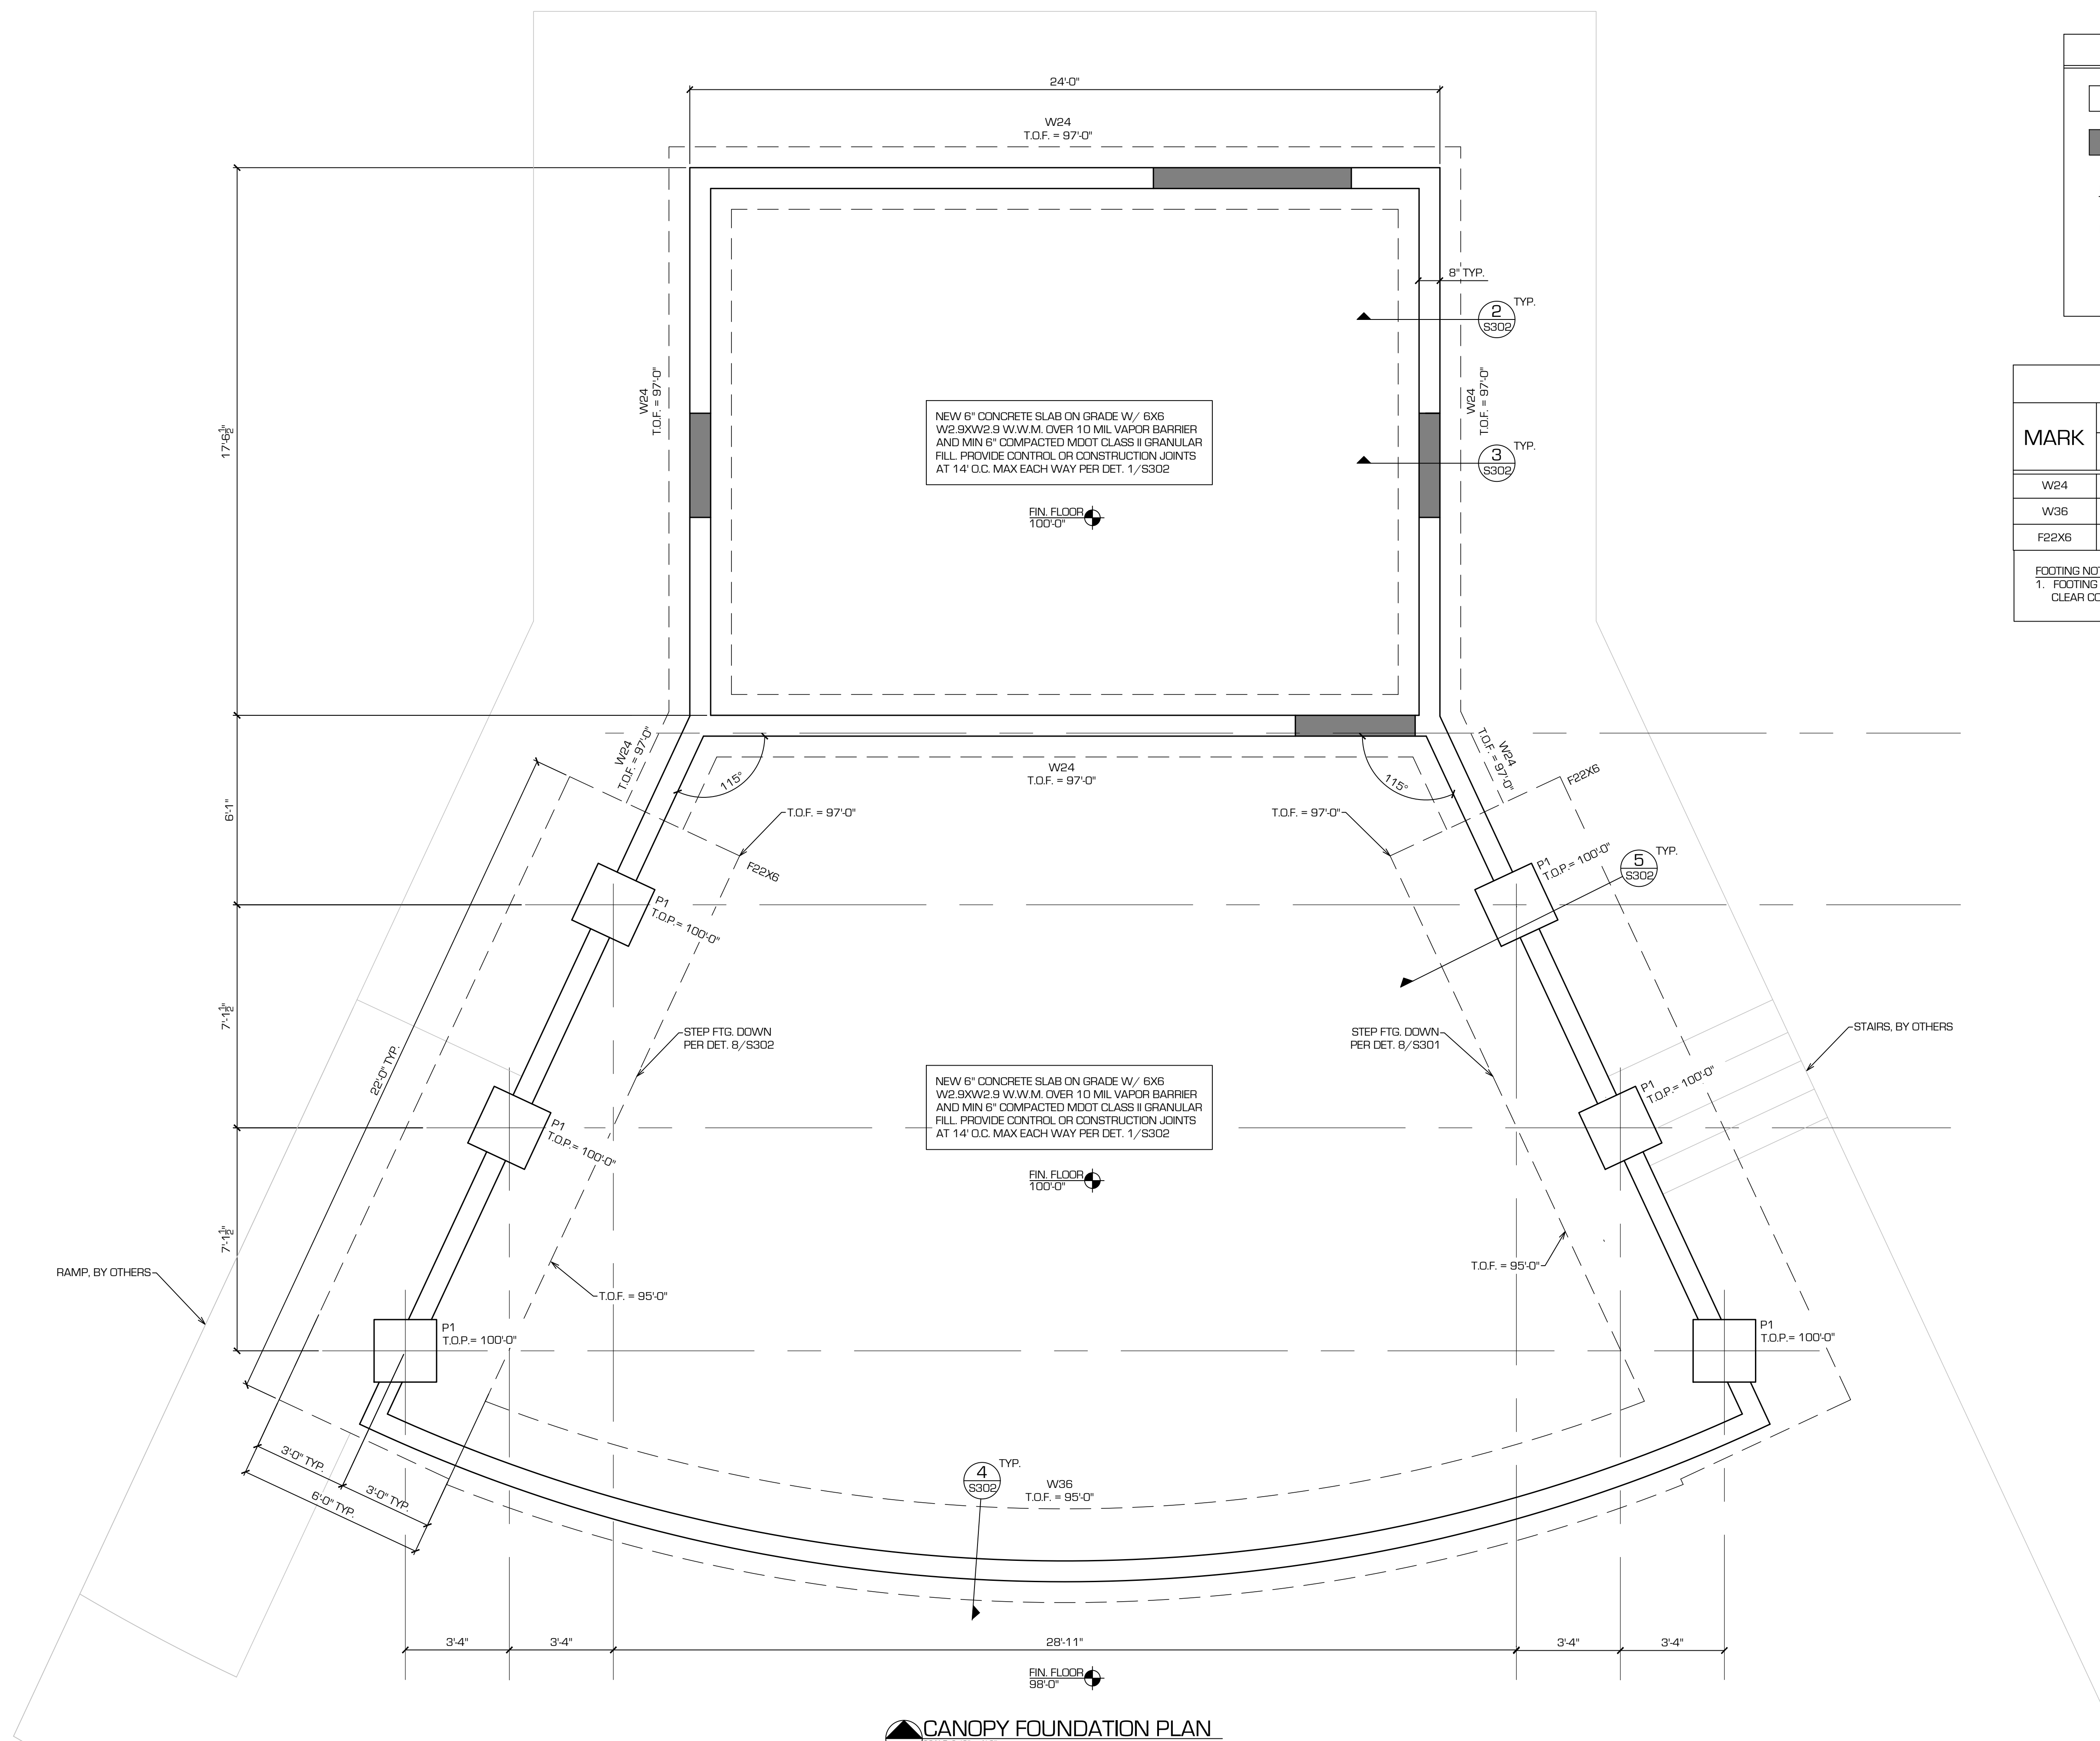 24'-0"
W24
T.O.F. = 97'-0"
8" TYP.
2
S302
TYP.
W24
T.O.F. = 97'-0"
W24
T.O.F. = 97'-0"
17'-6½"
NEW 6" CONCRETE SLAB ON GRADE W/ 6X6
W2.9XW2.9 W.W.M. OVER 10 MIL VAPOR BARRIER
AND MIN 6" COMPACTED MDOT CLASS II GRANULAR
FILL. PROVIDE CONTROL OR CONSTRUCTION JOINTS
AT 14' O.C. MAX EACH WAY PER DET. 1/S302
3
S302
TYP.
FIN. FLOOR
100'-0"
MARK
W24
W36
F22X6
FOOTING NOT
1. FOOTING
CLEAR CO
W24
T.O.F. = 97'-0"
W24
T.O.F. = 97'-0"
W24
T.O.F. = 97'-0"
115°
115°
F22X6
6'-1"
T.O.F. = 97'-0"
T.O.F. = 97'-0"
F22X6
P1
T.O.P.= 100'-0"
P1
T.O.P.= 100'-0"
5
S302
TYP.
7'-1½"
22'-0" TYP.
STEP FTG. DOWN
PER DET. 8/S302
STEP FTG. DOWN
PER DET. 8/S301
STAIRS, BY OTHERS
NEW 6" CONCRETE SLAB ON GRADE W/ 6X6
W2.9XW2.9 W.W.M. OVER 10 MIL VAPOR BARRIER
AND MIN 6" COMPACTED MDOT CLASS II GRANULAR
FILL. PROVIDE CONTROL OR CONSTRUCTION JOINTS
AT 14' O.C. MAX EACH WAY PER DET. 1/S302
P1
T.O.P.= 100'-0"
P1
T.O.P.= 100'-0"
FIN. FLOOR
100'-0"
7'-1½"
RAMP, BY OTHERS
T.O.F. = 95'-0"
T.O.F. = 95'-0"
P1
T.O.P.= 100'-0"
P1
T.O.P.= 100'-0"
3'-0" TYP.
3'-0" TYP.
6'-0" TYP.
4
S302
TYP.
W36
T.O.F. = 95'-0"
3'-4"
3'-4"
28'-11"
3'-4"
3'-4"
FIN. FLOOR
98'-0"
CANOPY FOUNDATION PLAN